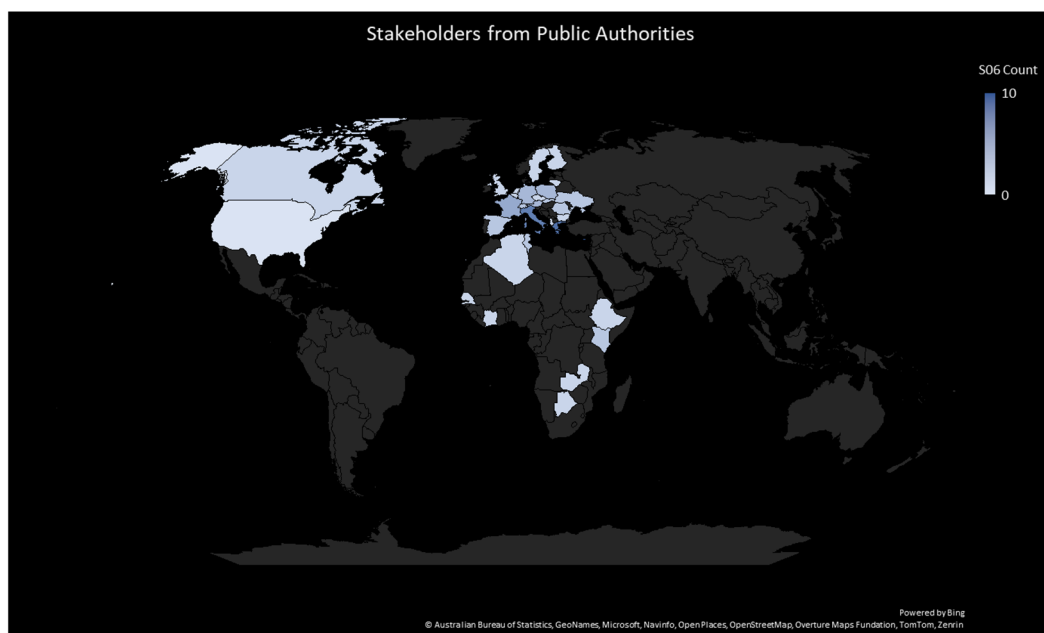 Stakeholders from Public Authorities
S06 Count
10
0
Powered by Bing
© Australian Bureau of Statistics, GeoNames, Microsoft, Navinfo, Open Places, OpenStreetMap, Overture Maps Fundation, TomTom, Zenrin